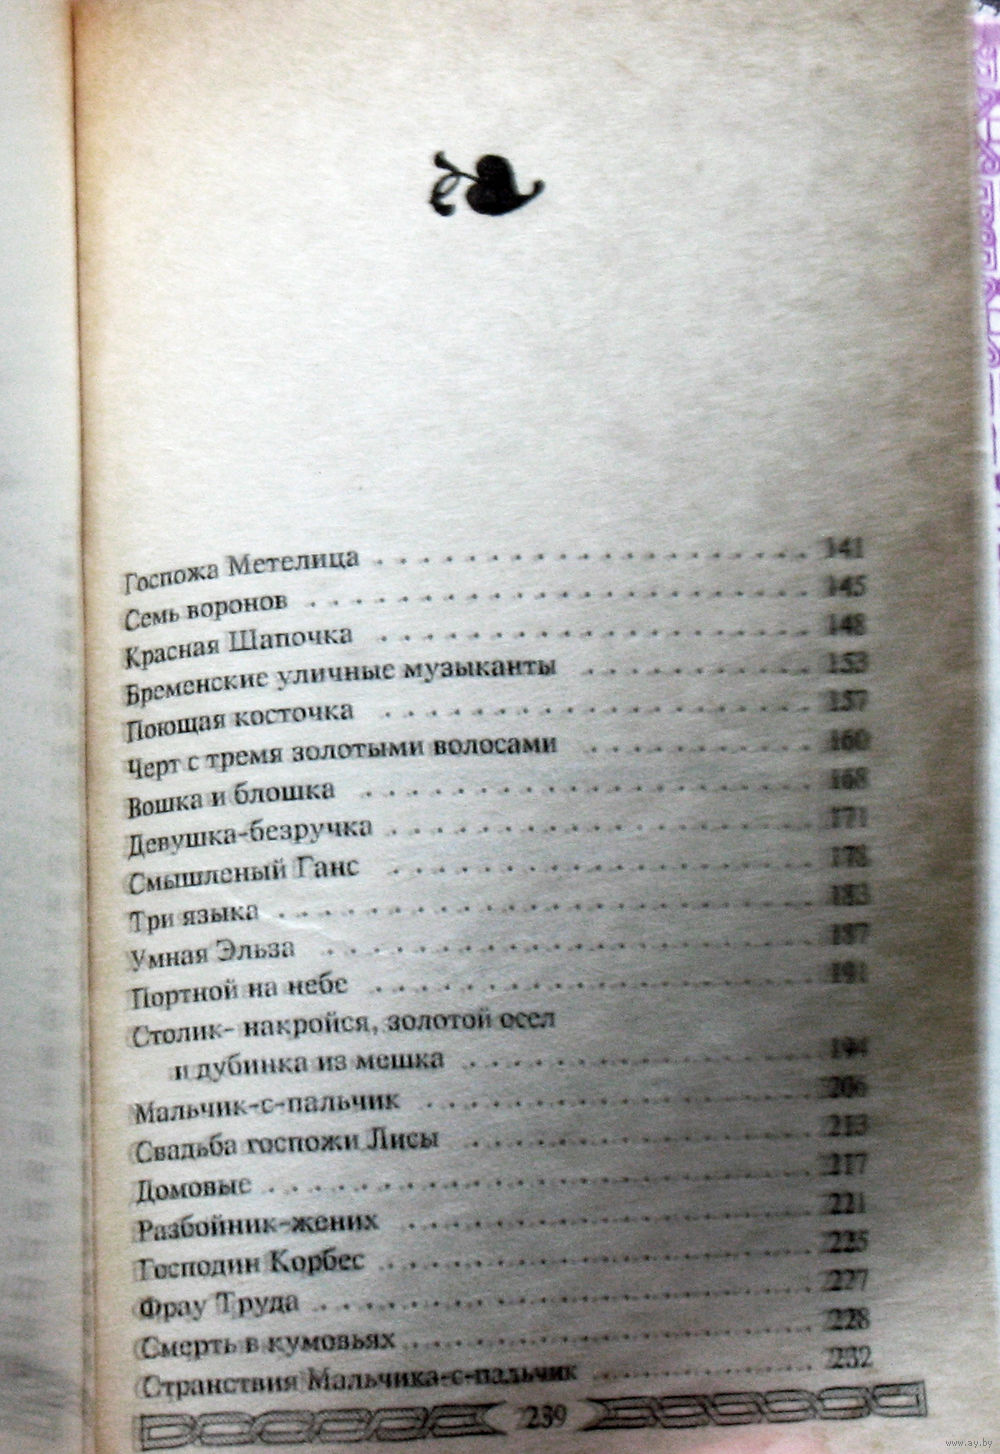 Госпожа Метелица . . . . . . . . . . . . . . . . . . . 141
Семь воронов . . . . . . . . . . . . . . . . . . . . . . 145
Красная Шапочка . . . . . . . . . . . . . . . . . . . 148
Бременские уличные музыканты . . . . . . . . . . 153
Поющая косточка . . . . . . . . . . . . . . . . . . . 157
Черт с тремя золотыми волосами . . . . . . . . . . 160
Вошка и блошка . . . . . . . . . . . . . . . . . . . . 168
Девушка-безручка . . . . . . . . . . . . . . . . . . . 171
Смышленый Ганс . . . . . . . . . . . . . . . . . . . 178
Три языка . . . . . . . . . . . . . . . . . . . . . . . . 183
Умная Эльза . . . . . . . . . . . . . . . . . . . . . . 187
Портной на небе . . . . . . . . . . . . . . . . . . . . 191
Столик- накройся, золотой осел
и дубинка из мешка . . . . . . . . . . . . . . . . 194
Мальчик-с-пальчик . . . . . . . . . . . . . . . . . . 206
Свадьба госпожи Лисы . . . . . . . . . . . . . . . . 213
Домовые . . . . . . . . . . . . . . . . . . . . . . . . 217
Разбойник-жених . . . . . . . . . . . . . . . . . . . 221
Господин Корбес . . . . . . . . . . . . . . . . . . . 225
Фрау Труда . . . . . . . . . . . . . . . . . . . . . . 227
Смерть в кумовьях . . . . . . . . . . . . . . . . . . 228
Странствия Мальчика-с-пальчик . . . . . . . . . . 232
239
www.ay.by